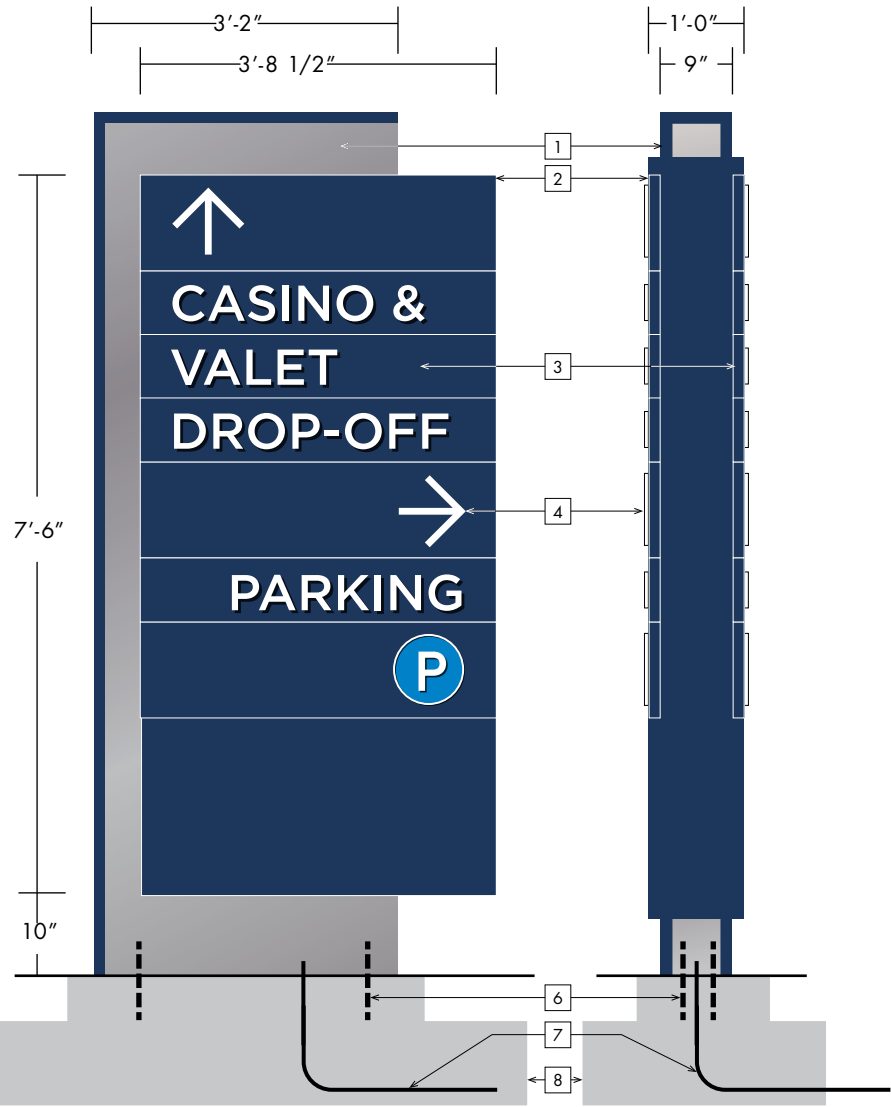 3'-2"
1'-0"
3'-8 1/2"
9"
1
2
CASINO &
3
VALET
DROP-OFF
4
7'-6"
PARKING
P
10"
6
7
8